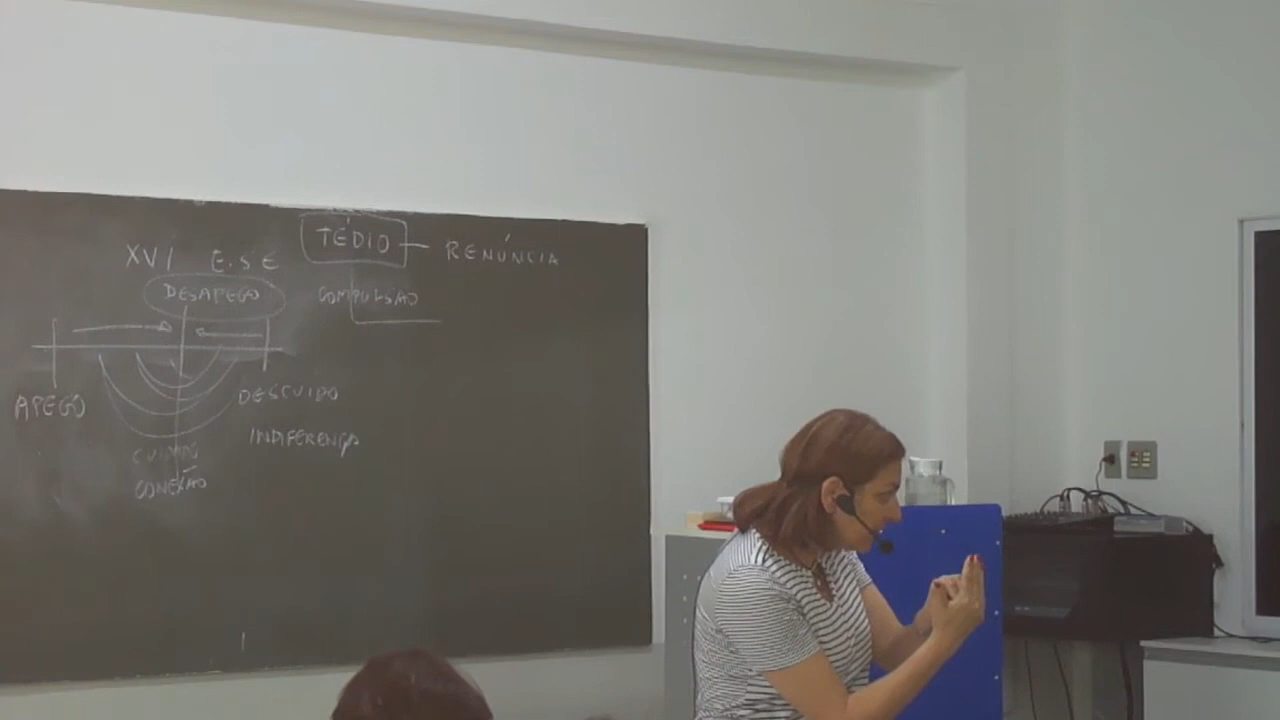 XVI E.S.E
DESAPEGO
APEGO
DESCUIDO
INDIFERENÇA
CUIDADO
CONEXÃO
TÉDIO — RENÚNCIA
COMPULSÃO